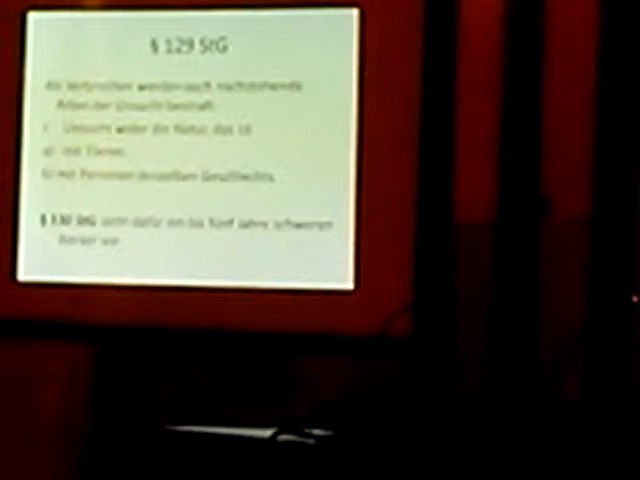 § 129 StG
Als Verbrechen werden auch nachstehende
Arten der Unzucht bestraft:
I. Unzucht wider die Natur, das ist
a) mit Tieren;
b) mit Personen desselben Geschlechts.
§ 130 StG sieht dafür ein bis fünf Jahre schweren
Kerker vor